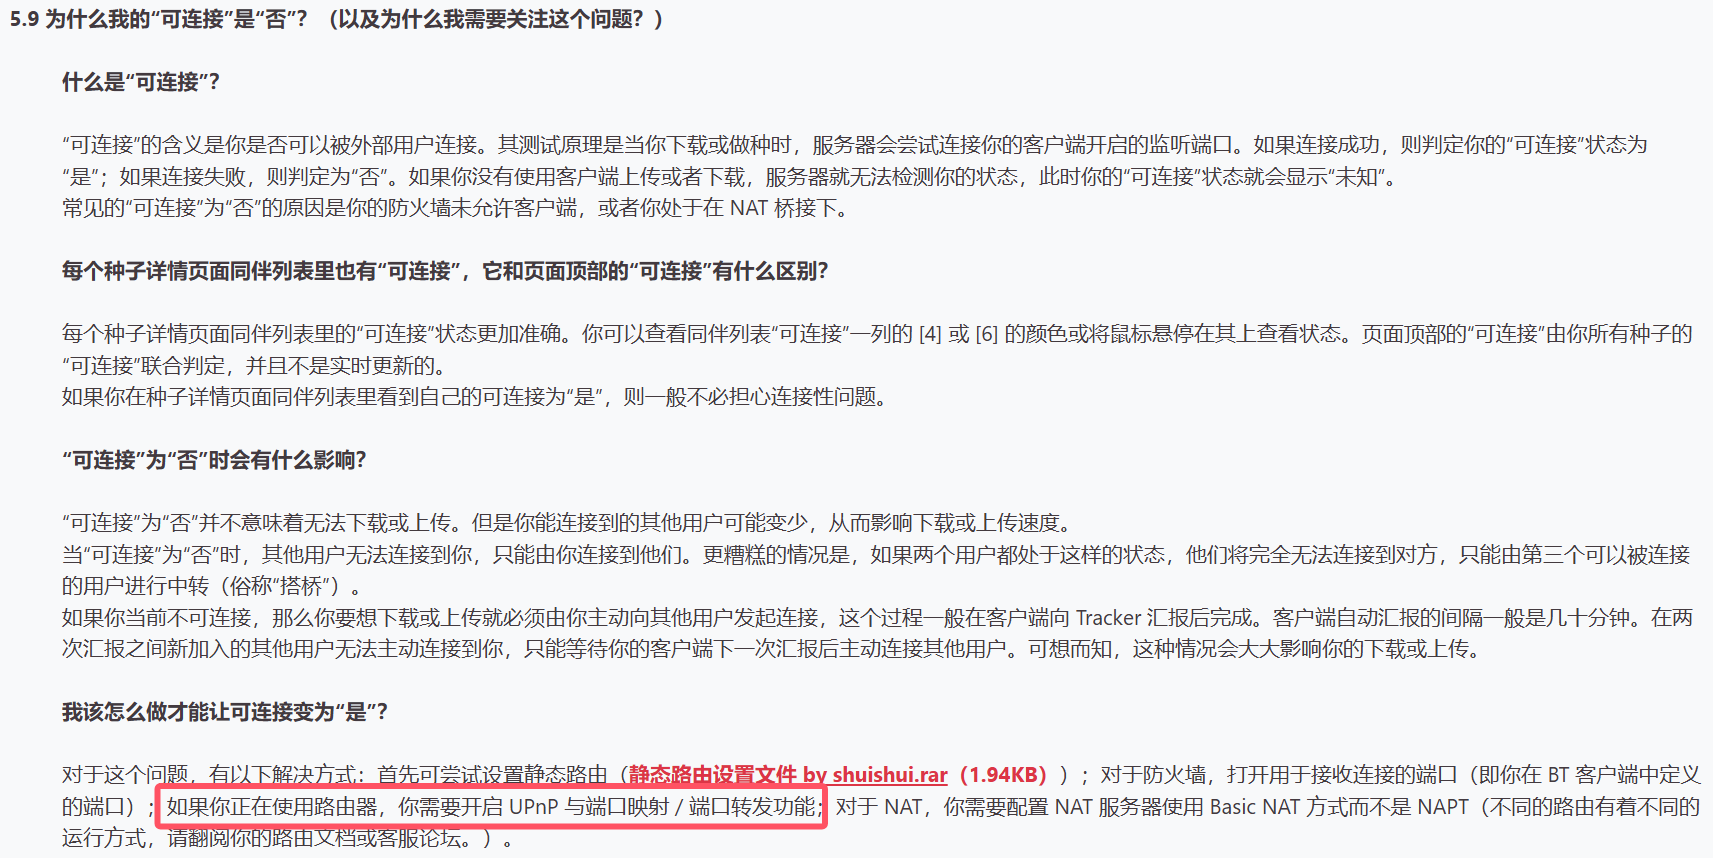 5.9 为什么我的“可连接”是“否”？（以及为什么我需要关注这个问题？）
什么是“可连接”？
“可连接”的含义是你是否可以被外部用户连接。其测试原理是当你下载或做种时，服务器会尝试连接你的客户端开启的监听端口。如果连接成功，则判定你的“可连接”状态为
“是”；如果连接失败，则判定为“否”。如果你没有使用客户端上传或者下载，服务器就无法检测你的状态，此时你的“可连接”状态就会显示“未知”。
常见的“可连接”为“否”的原因是你的防火墙未允许客户端，或者你处于在 NAT 桥接下。
每个种子详情页面同伴列表里也有“可连接”，它和页面顶部的“可连接”有什么区别？
每个种子详情页面同伴列表里的“可连接”状态更加准确。你可以查看同伴列表“可连接”一列的 [4] 或 [6] 的颜色或将鼠标悬停在其上查看状态。页面顶部的“可连接”由你所有种子的
“可连接”联合判定，并且不是实时更新的。
如果你在种子详情页面同伴列表里看到自己的可连接为“是”，则一般不必担心连接性问题。
“可连接”为“否”时会有什么影响？
“可连接”为“否”并不意味着无法下载或上传。但是你能连接到的其他用户可能变少，从而影响下载或上传速度。
当“可连接”为“否”时，其他用户无法连接到你，只能由你连接到他们。更糟糕的情况是，如果两个用户都处于这样的状态，他们将完全无法连接到对方，只能由第三个可以被连接
的用户进行中转（俗称“搭桥”）。
如果你当前不可连接，那么你要想下载或上传就必须由你主动向其他用户发起连接，这个过程一般在客户端向 Tracker 汇报后完成。客户端自动汇报的间隔一般是几十分钟。在两
次汇报之间新加入的其他用户无法主动连接到你，只能等待你的客户端下一次汇报后主动连接其他用户。可想而知，这种情况会大大影响你的下载或上传。
我该怎么做才能让可连接变为“是”？
对于这个问题，有以下解决方式：首先可尝试设置静态路由（静态路由设置文件 by shuishui.rar（1.94KB））；对于防火墙，打开用于接收连接的端口（即你在 BT 客户端中定义
的端口）；如果你正在使用路由器，你需要开启 UPnP 与端口映射 / 端口转发功能；对于 NAT，你需要配置 NAT 服务器使用 Basic NAT 方式而不是 NAPT（不同的路由有着不同的
运行方式，请翻阅你的路由文档或客服论坛。）。